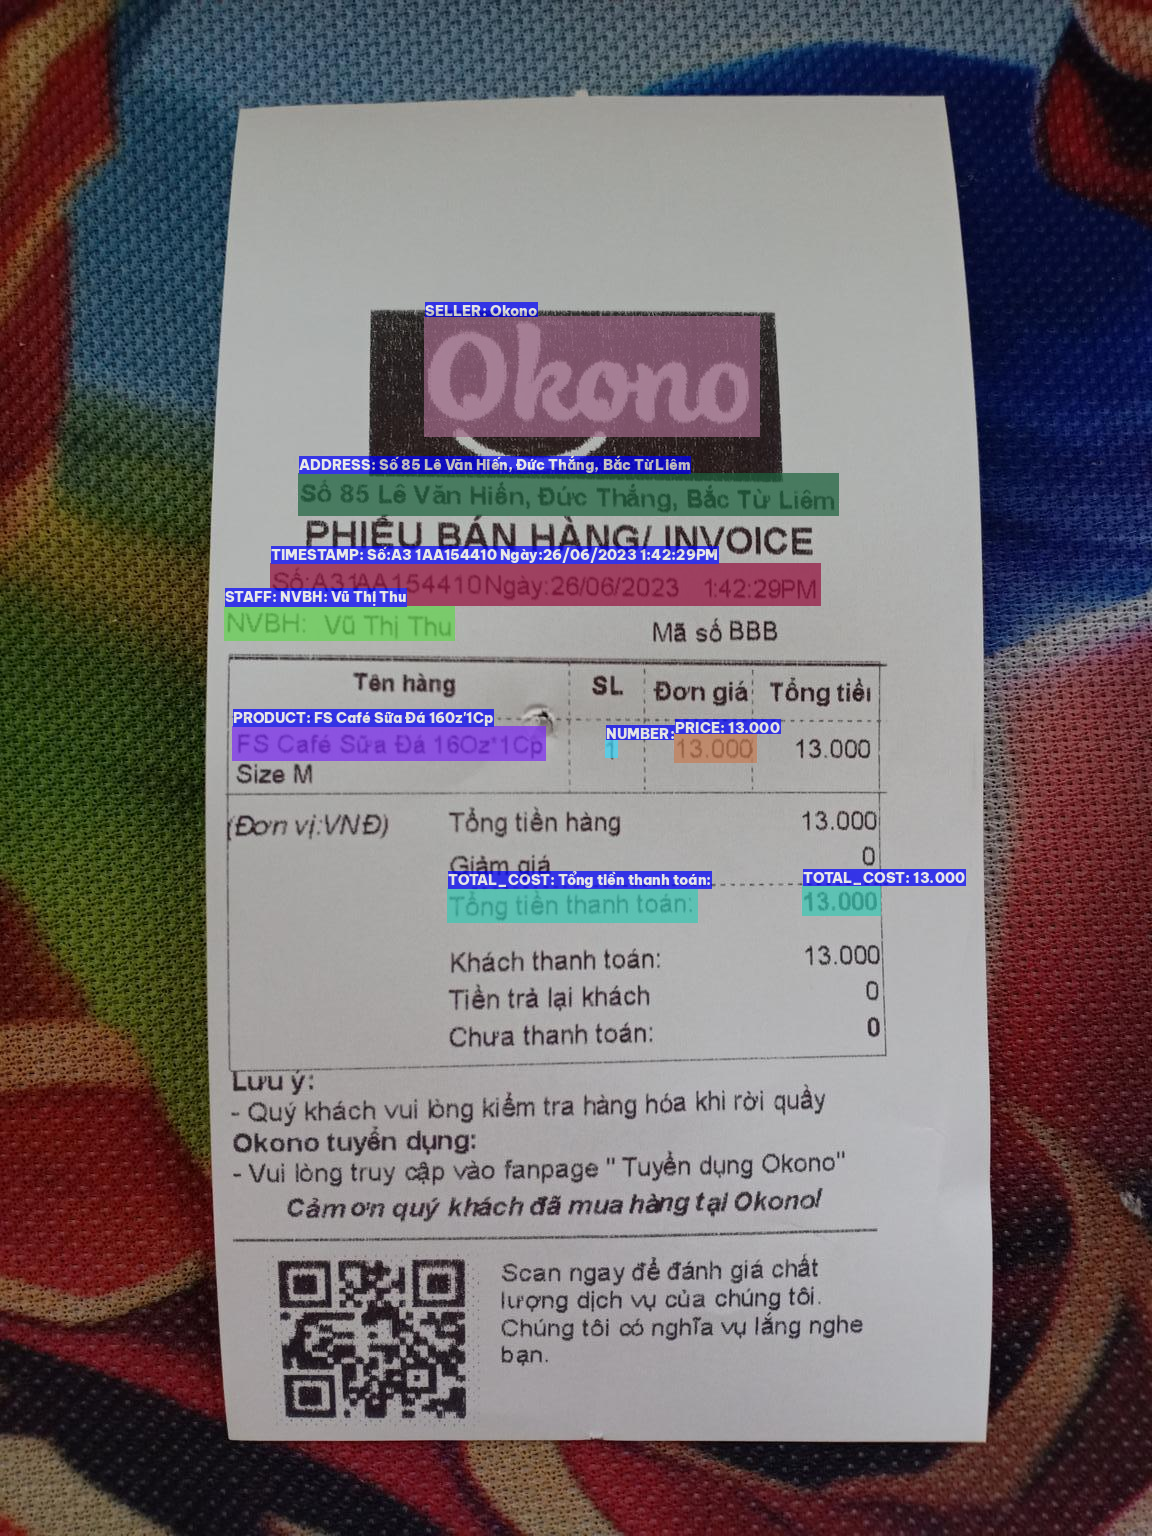 SELLER: Okono
Okono
ADDRESS: Số 85 Lê Văn Hiến, Đức Thắng, Bắc Từ Liêm
Số 85 Lê Văn Hiến, Đức Thắng, Bắc Từ Liêm
PHIẾU BÁN HÀNG/ INVOICE
TIMESTAMP: Số:A3 1AA154410 Ngày:26/06/2023 1:42:29PM
Số:A31AA154410 Ngày:26/06/2023 1:42:29PM
STAFF: NVBH: Vũ Thị Thu
NVBH: Vũ Thị Thu Mã số BBB
Tên hàng SL Đơn giá Tổng tiền
PRODUCT: FS Café Sữa Đá 16Oz'1Cp NUMBER: PRICE: 13.000
FS Café Sữa Đá 16Oz'1Cp 1 13.000 13.000
Size M
(Đơn vị:VNĐ) Tổng tiền hàng 13.000
Giảm giá 0
TOTAL_COST: Tổng tiền thanh toán: TOTAL_COST: 13.000
Tổng tiền thanh toán: 13.000
Khách thanh toán: 13.000
Tiền trả lại khách 0
Chưa thanh toán: 0
Lưu ý:
- Quý khách vui lòng kiểm tra hàng hóa khi rời quầy
Okono tuyển dụng:
- Vui lòng truy cập vào fanpage " Tuyển dụng Okono"
Cảm ơn quý khách đã mua hàng tại Okono!
Scan ngay để đánh giá chất
lượng dịch vụ của chúng tôi.
Chúng tôi có nghĩa vụ lắng nghe
bạn.